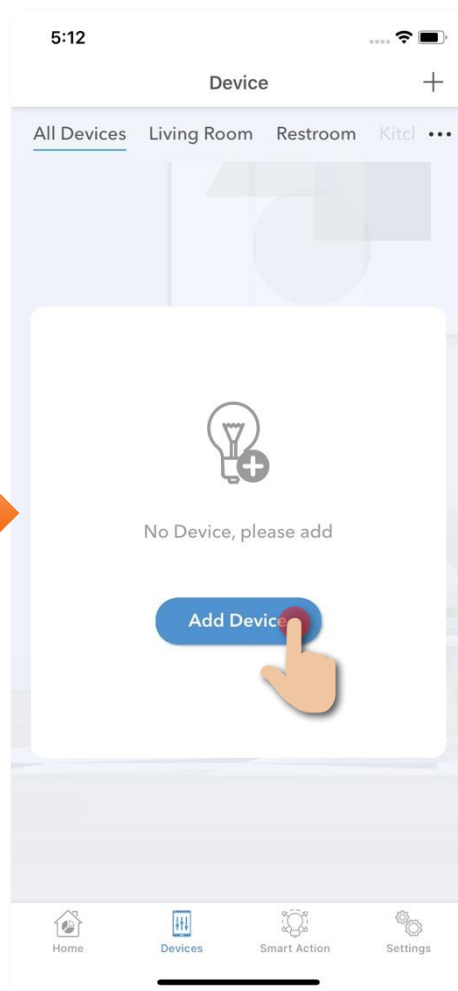 5:12
Device
All Devices Living Room Restroom Kitcl
No Device, please add
Add Device
Home Devices Smart Action Settings